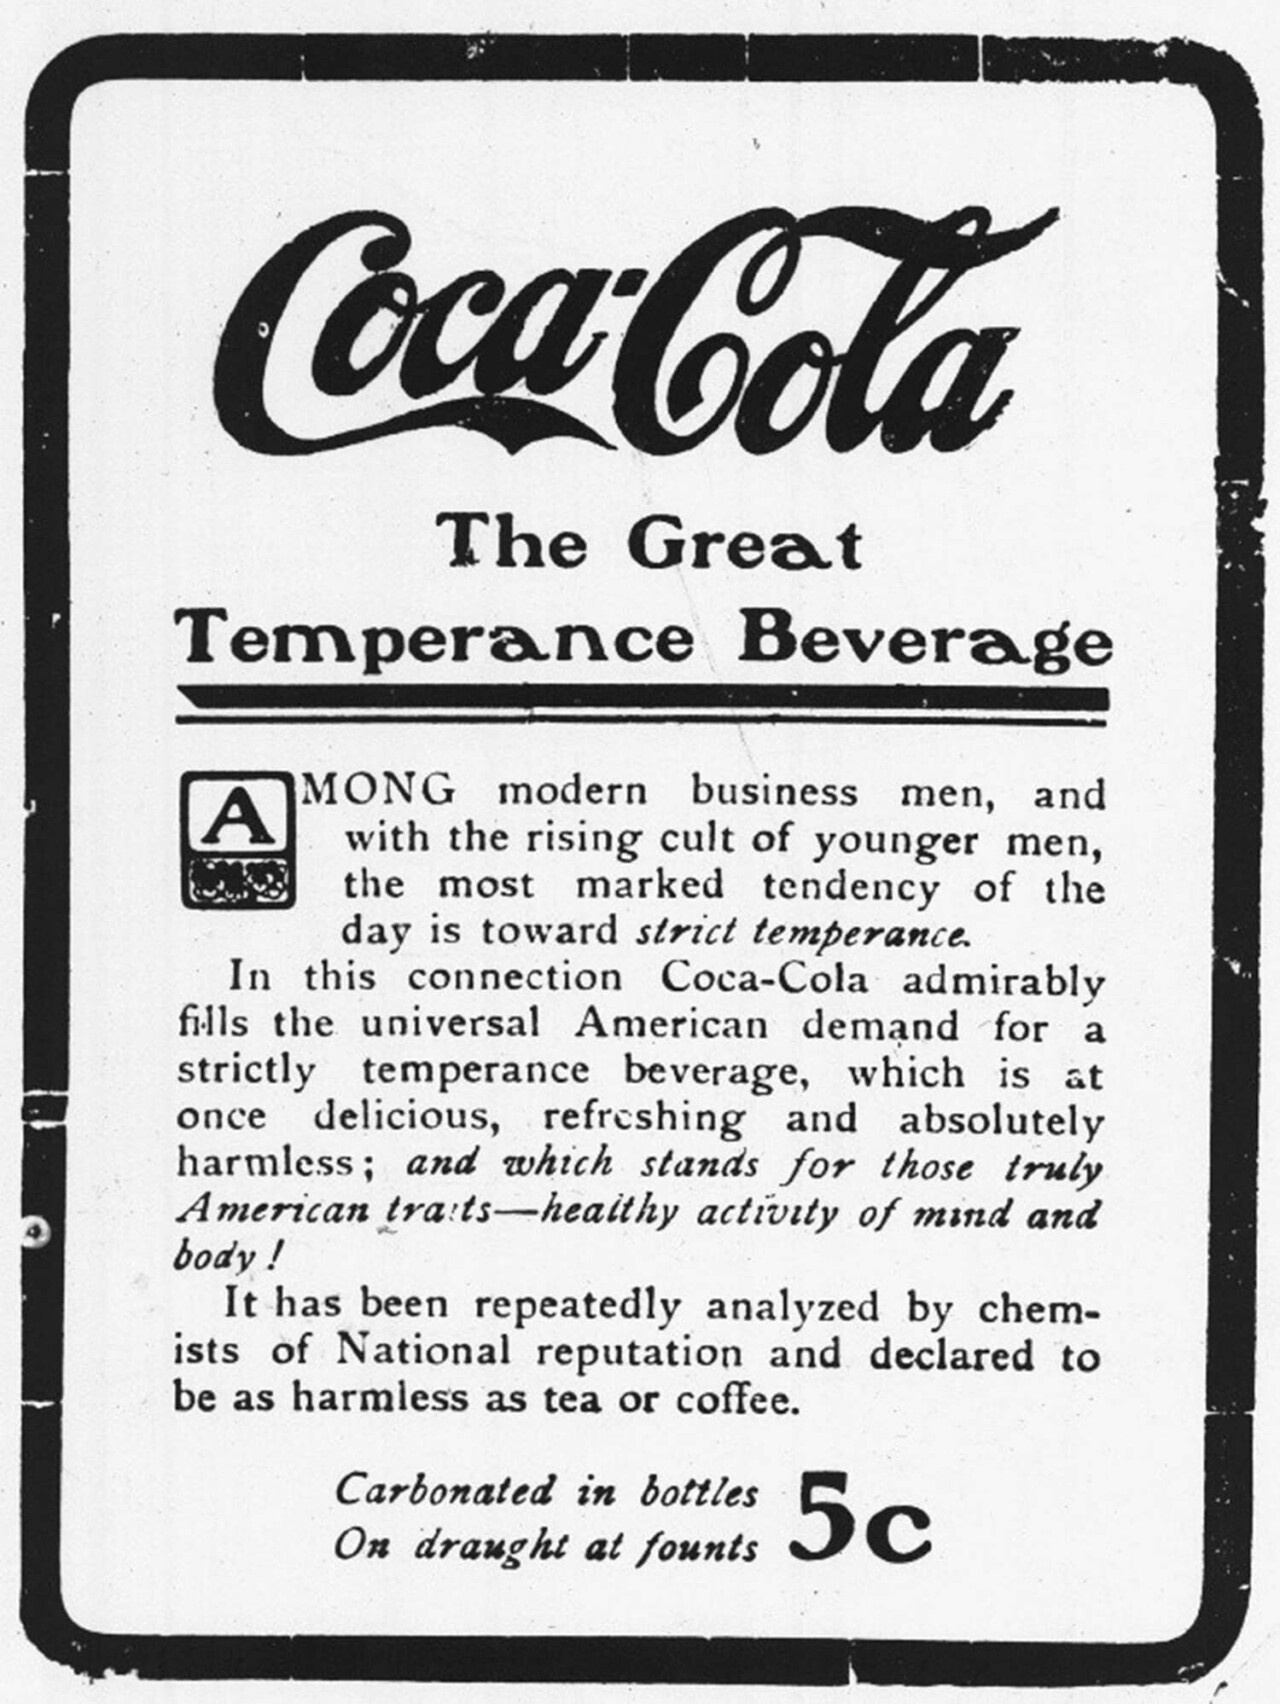 Coca-Cola
The Great
Temperance Beverage
AMONG modern business men, and
with the rising cult of younger men,
the most marked tendency of the
day is toward strict temperance.
In this connection Coca-Cola admirably
fills the universal American demand for a
strictly temperance beverage, which is at
once delicious, refreshing and absolutely
harmless; and which stands for those truly
American traits—healthy activity of mind and
body!
It has been repeatedly analyzed by chem-
ists of National reputation and declared to
be as harmless as tea or coffee.
Carbonated in bottles 5c
On draught at founts